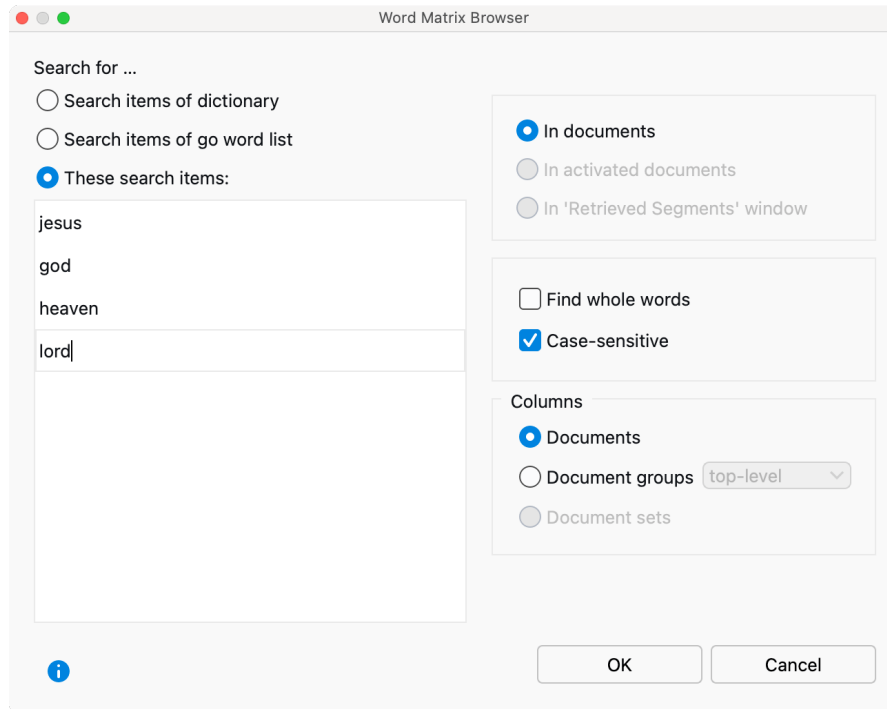 Word Matrix Browser
Search for ...
Search items of dictionary
Search items of go word list
These search items:
jesus
god
heaven
lord
In documents
In activated documents
In 'Retrieved Segments' window
Find whole words
Case-sensitive
Columns
Documents
Document groups top-level
Document sets
OK Cancel